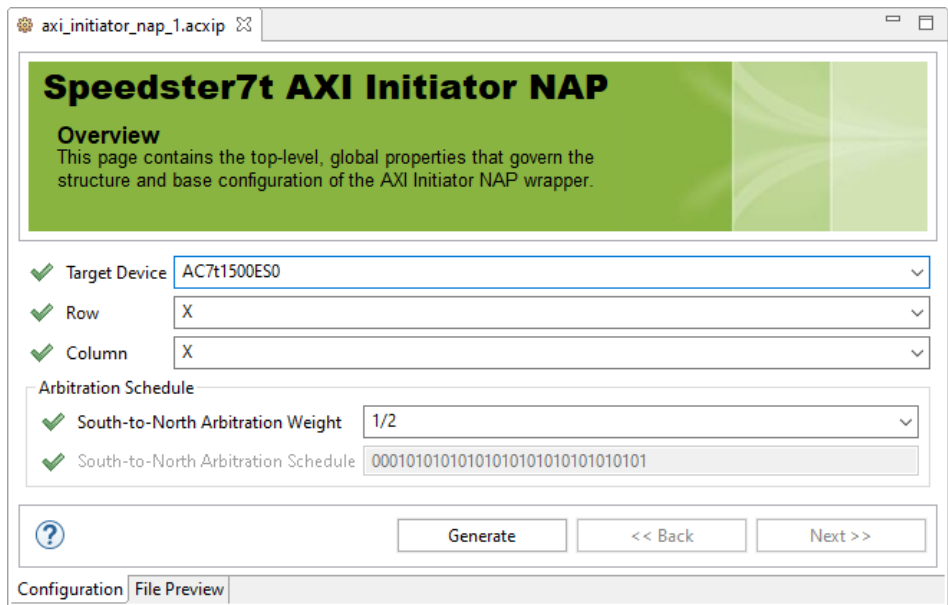 axi_initiator_nap_1.acxip
Speedster7t AXI Initiator NAP
Overview
This page contains the top-level, global properties that govern the
structure and base configuration of the AXI Initiator NAP wrapper.
Target Device AC7t1500ES0
Row X
Column X
Arbitration Schedule
South-to-North Arbitration Weight 1/2
South-to-North Arbitration Schedule 00010101010101010101010101010101
? Generate << Back Next >>
Configuration File Preview